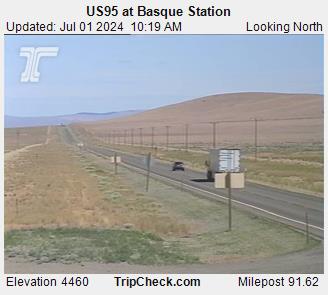 US95 at Basque Station
Updated: Jul 01 2024 10:19 AM Looking North
Elevation 4460 TripCheck.com Milepost 91.62